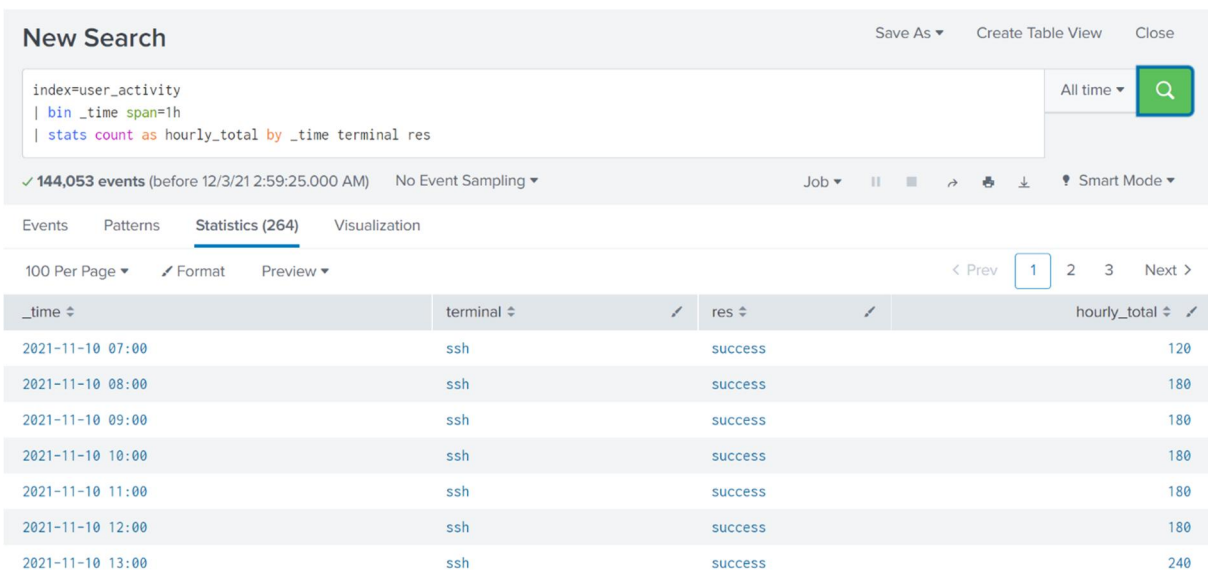 New Search
Save As Create Table View Close
index=user_activity
| bin _time span=1h
| stats count as hourly_total by _time terminal res
All time
144,053 events (before 12/3/21 2:59:25.000 AM) No Event Sampling Job Smart Mode
Events Patterns Statistics (264) Visualization
100 Per Page Format Preview < Prev 1 2 3 Next >
_time terminal res hourly_total
2021-11-10 07:00 ssh success 120
2021-11-10 08:00 ssh success 180
2021-11-10 09:00 ssh success 180
2021-11-10 10:00 ssh success 180
2021-11-10 11:00 ssh success 180
2021-11-10 12:00 ssh success 180
2021-11-10 13:00 ssh success 240